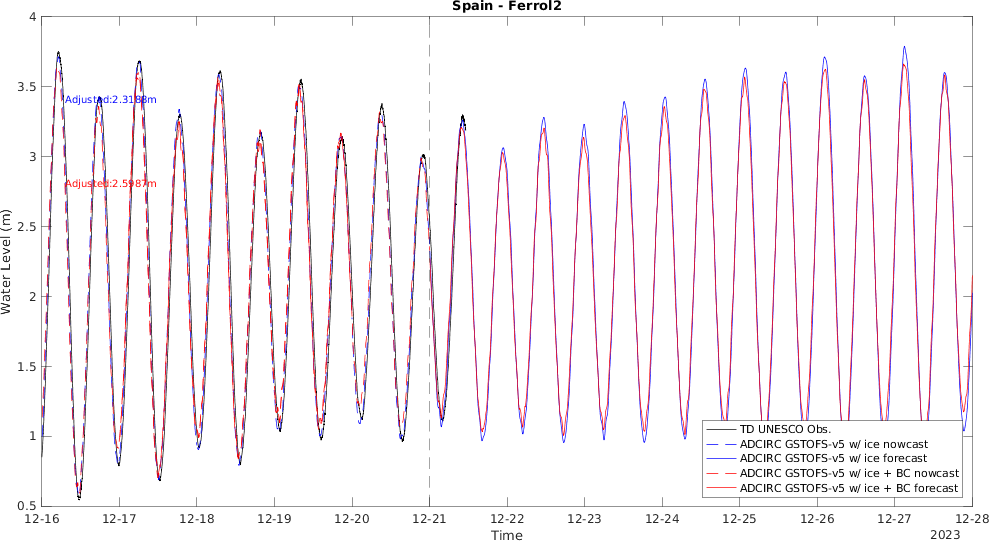 Spain - Ferrol2
4
3.5
3
2.5
2
1.5
1
0.5
Water Level (m)
Adjusted:2.3188m
Adjusted:2.5987m
TD UNESCO Obs.
ADCIRC GSTOFS-v5 w/ ice nowcast
ADCIRC GSTOFS-v5 w/ ice forecast
ADCIRC GSTOFS-v5 w/ ice + BC nowcast
ADCIRC GSTOFS-v5 w/ ice + BC forecast
12-16 12-17 12-18 12-19 12-20 12-21 12-22 12-23 12-24 12-25 12-26 12-27 12-28
Time
2023